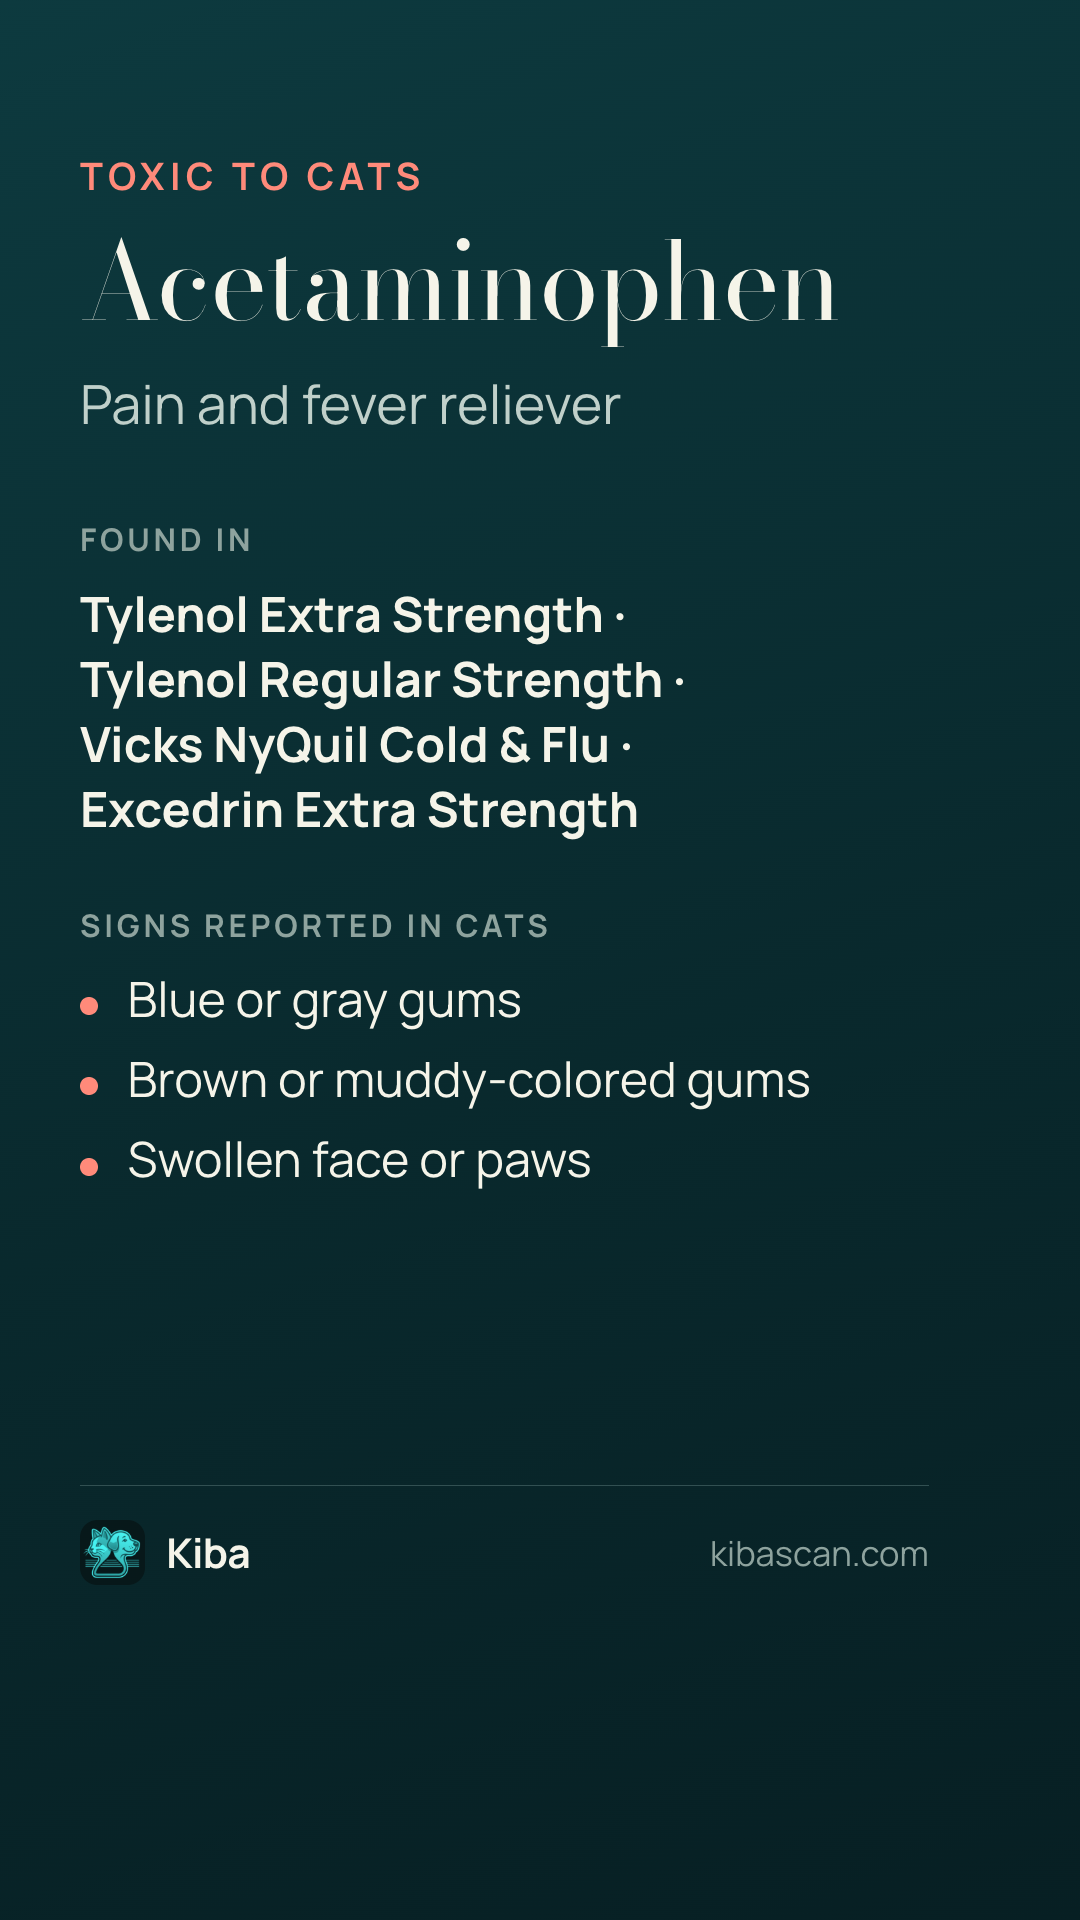 TOXIC TO CATS
Acetaminophen
Pain and fever reliever
FOUND IN
Tylenol Extra Strength ·
Tylenol Regular Strength ·
Vicks NyQuil Cold & Flu ·
Excedrin Extra Strength
SIGNS REPORTED IN CATS
Blue or gray gums
Brown or muddy-colored gums
Swollen face or paws
Kiba
kibascan.com